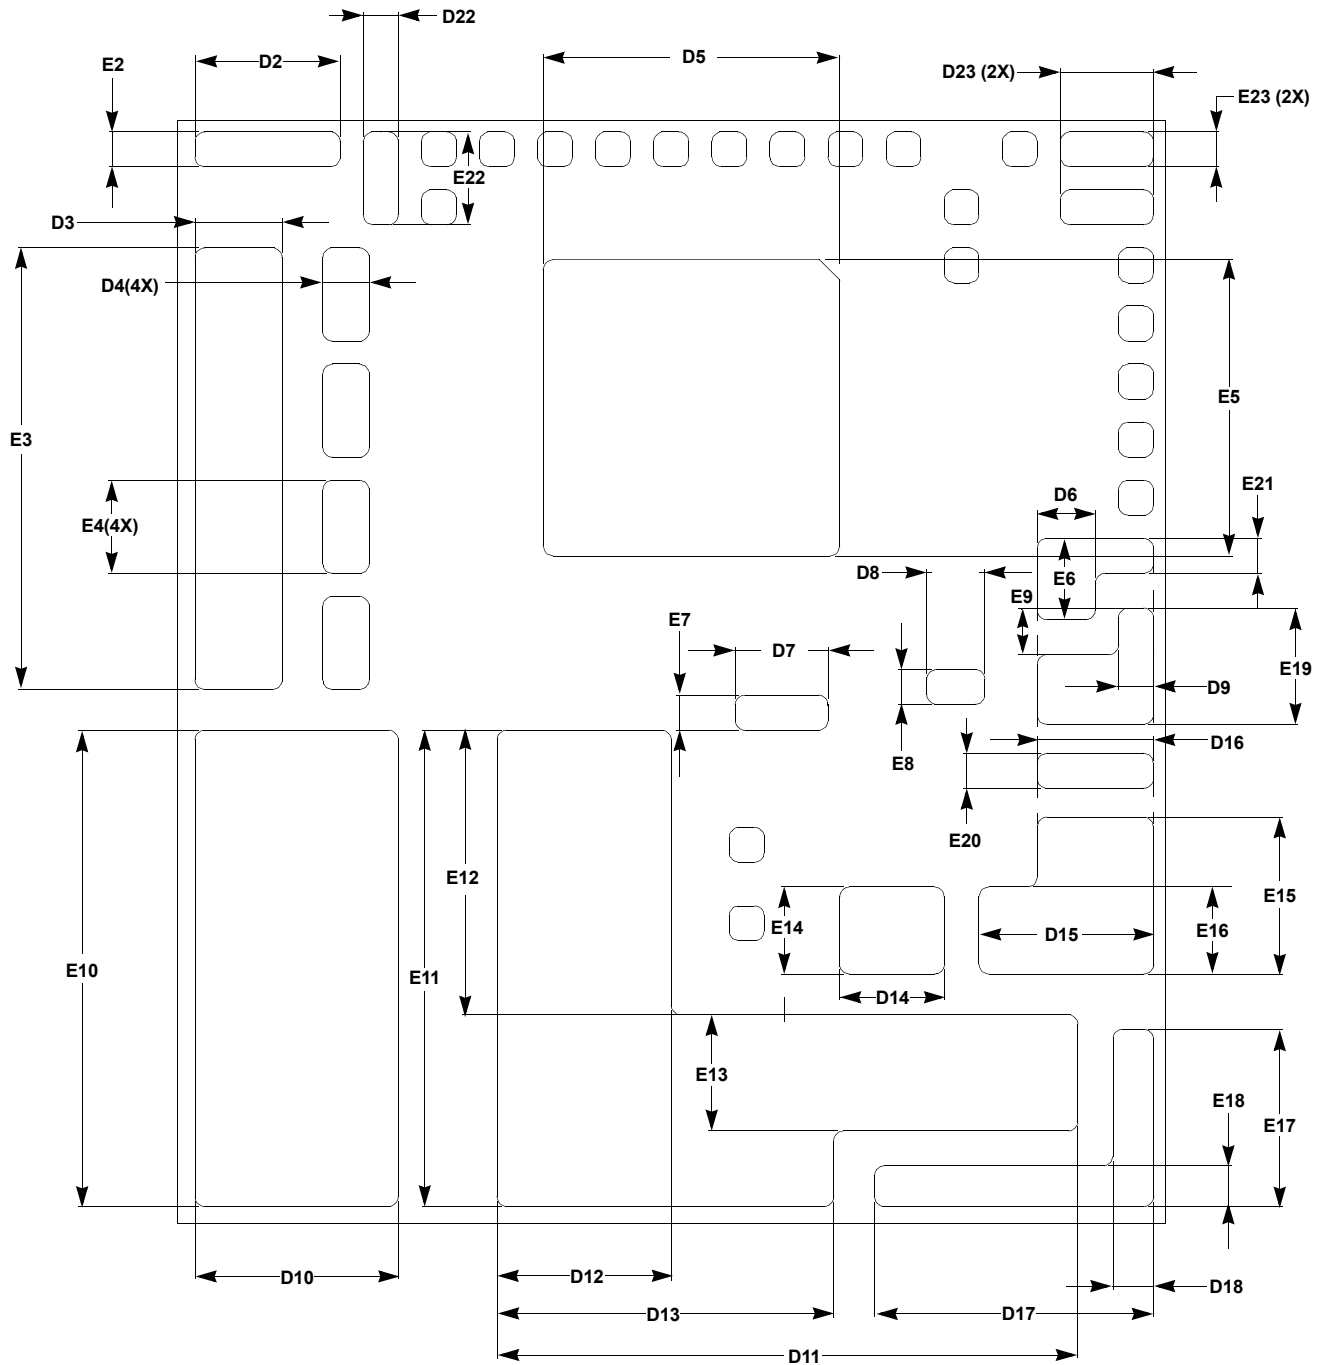 D22
D5
E2
D2
D23 (2X)
E23 (2X)
E22
D3
D4(4X)
E3
E5
E4(4X)
D6
E21
D8
E6
E9
E7
D7
E19
D9
D16
E8
E20
E12
E15
E14
D15
E16
E10
E11
D14
E13
E18
E17
D10
D12
D18
D13
D17
D11